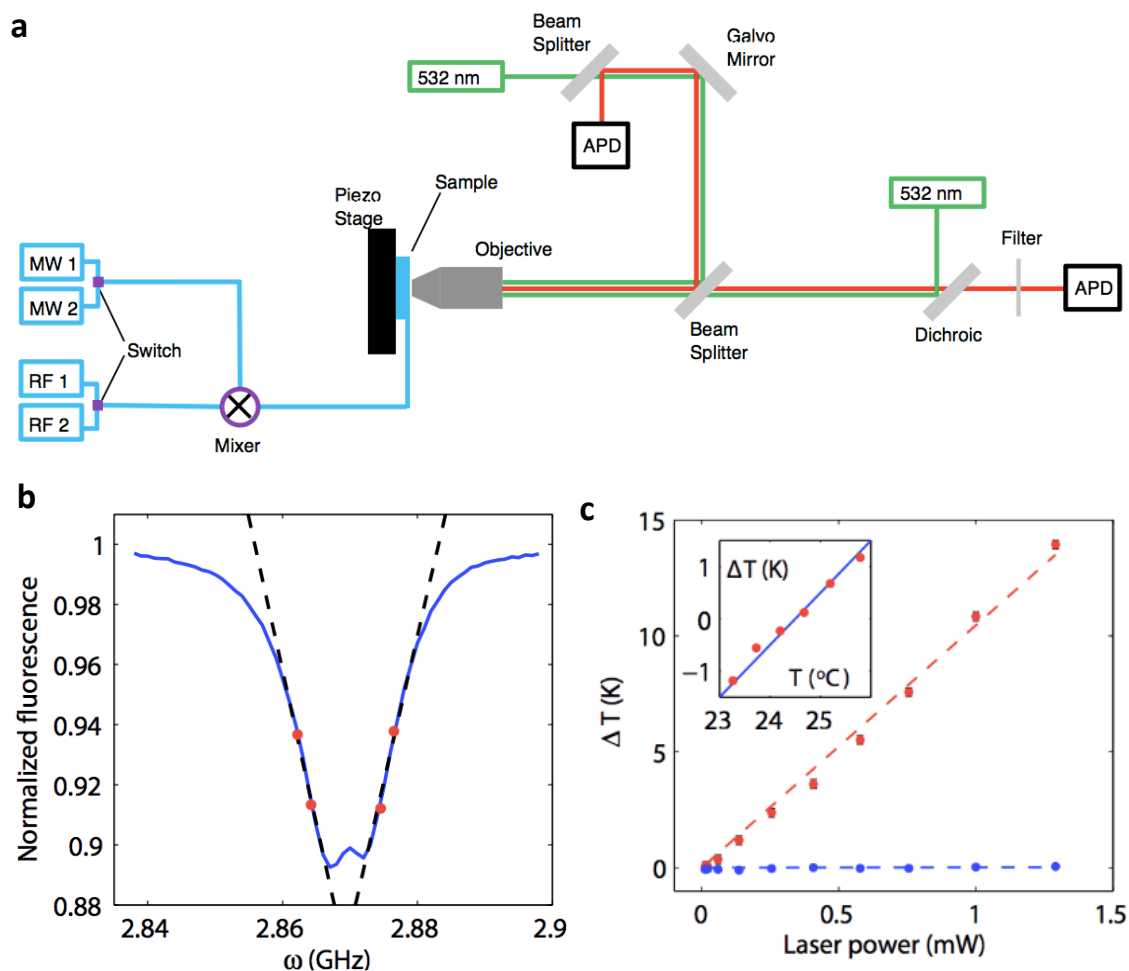 a
Beam
Splitter
Galvo
Mirror
532 nm
APD
Sample
Piezo
Stage
532 nm
Objective
Filter
MW 1
MW 2
APD
Switch
Beam
Splitter
Dichroic
RF 1
RF 2
Mixer
b
1
0.98
0.96
0.94
0.92
0.9
0.88
Normalized fluorescence
2.84
2.86
2.88
2.9
ω (GHz)
c
15
10
5
0
Δ T (K)
ΔT (K)
1
0
−1
T (°C)
23
24
25
0
0.5
1
1.5
Laser power (mW)